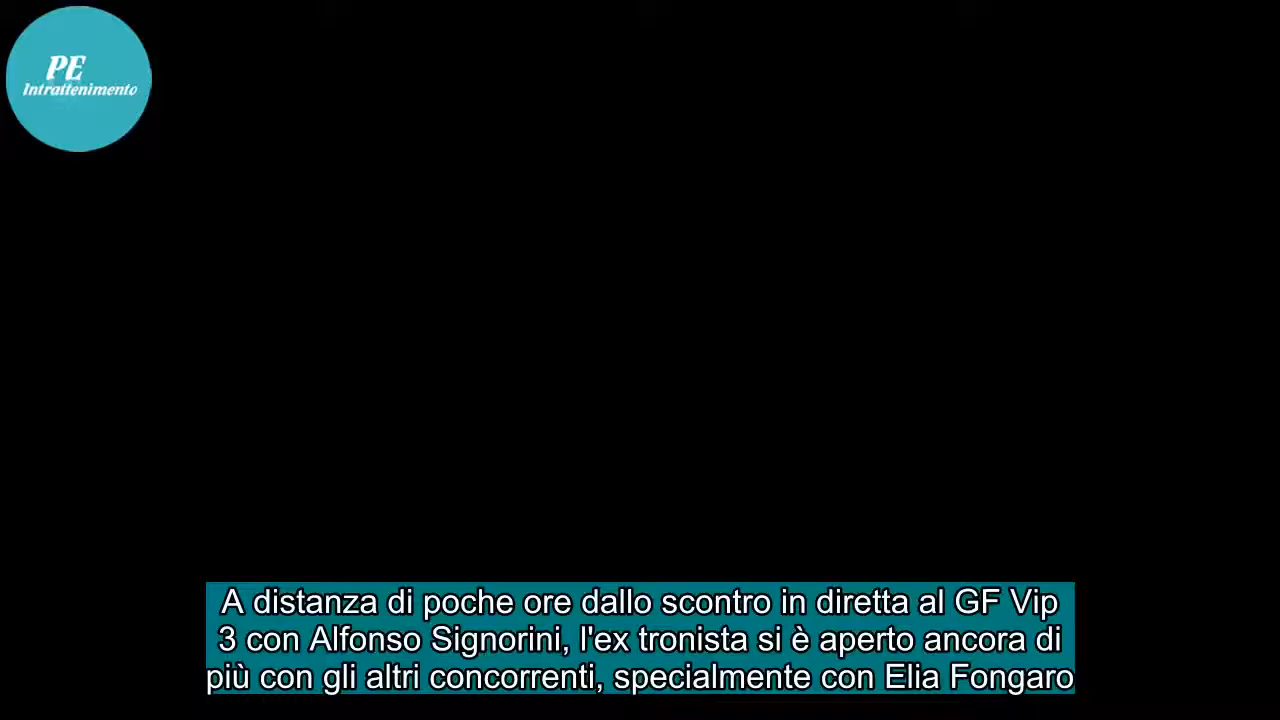 PE
Intrattenimento
A distanza di poche ore dallo scontro in diretta al GF Vip
3 con Alfonso Signorini, l'ex tronista si è aperto ancora di
più con gli altri concorrenti, specialmente con Elia Fongaro